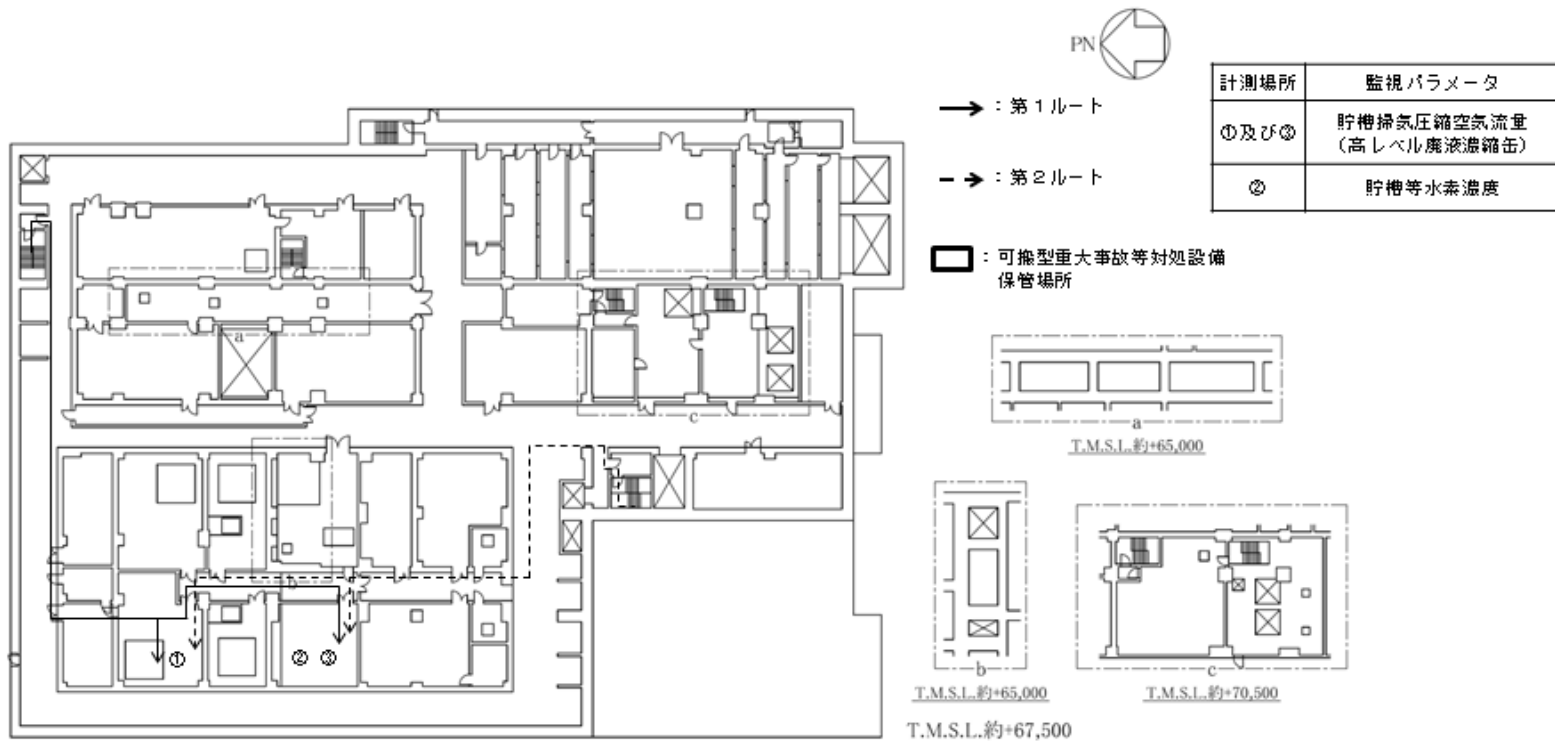 PN
：第１ルート
：第２ルート
：可搬型重大事故等対処設備
保管場所
計測場所
監視パラメータ
①及び③
貯槽掃気圧縮空気流量
（高レベル廃液濃縮缶）
②
貯槽等水素濃度
a
c
b
①
② ③
a
T.M.S.L.約+65,000
b
T.M.S.L.約+65,000
c
T.M.S.L.約+70,500
T.M.S.L.約+67,500